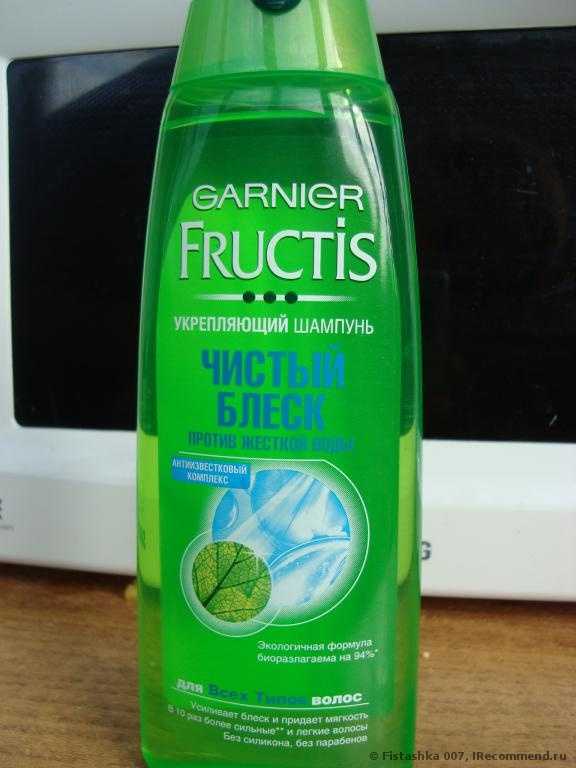 GARNIER
FRUCTiS
УКРЕПЛЯЮЩИЙ ШАМПУНЬ
ЧИСТЫЙ
БЛЕСК
ПРОТИВ ЖЕСТКОЙ ВОДЫ
АНТИИЗВЕСТКОВЫЙ
КОМПЛЕКС
Экологичная формула
биоразлагаема на 94%*
для Всех Типов волос
Усиливает блеск и придает мягкость
В 10 раз более сильные** и легкие волосы
Без силикона, без парабенов
© Fistashka 007, IRecommend.ru